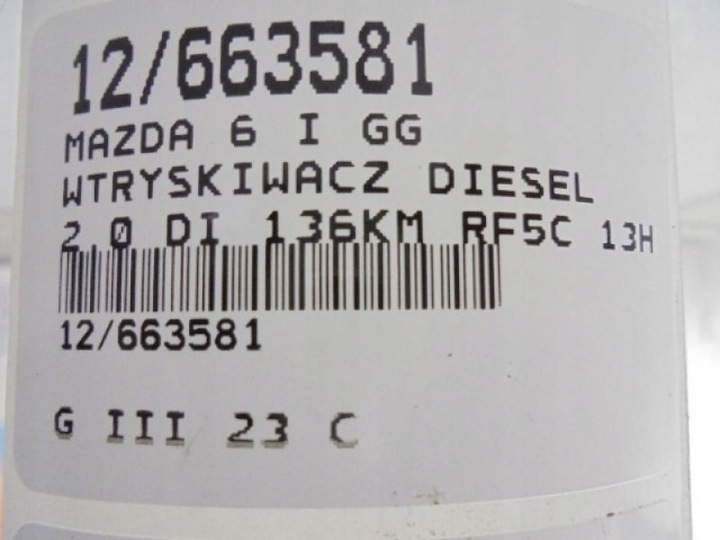 12/663581
MAZDA 6 I GG
WTRYSKIWACZ DIESEL
2.0 DI 136KM RF5C 13H
12/663581
G III 23 C